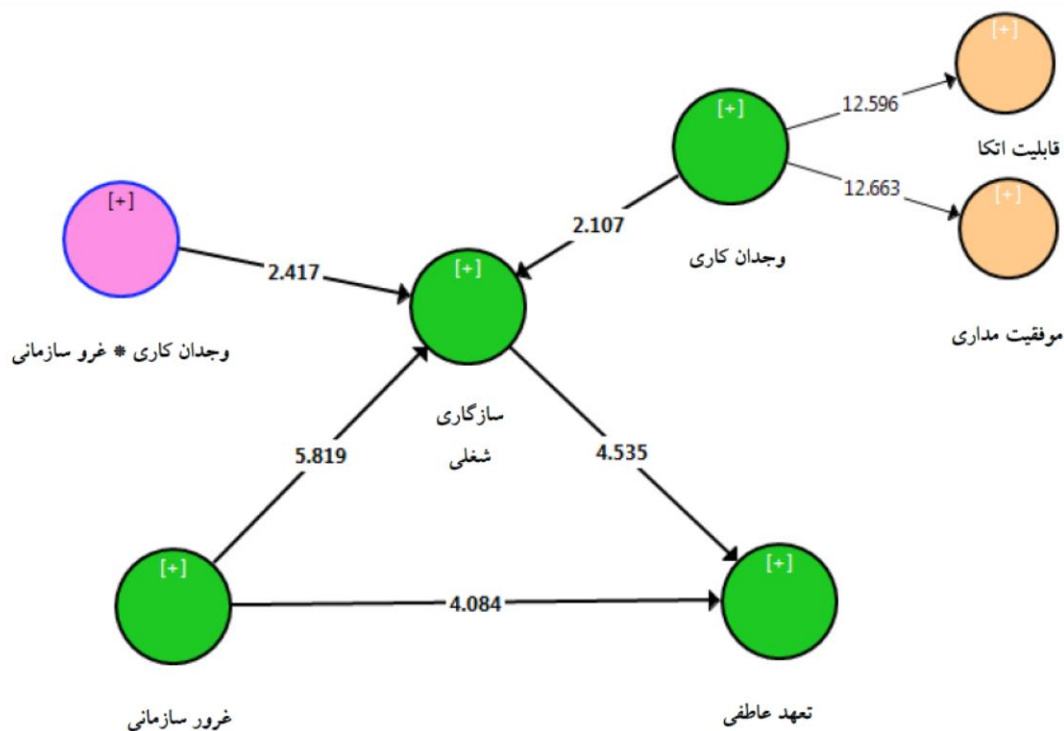 [+]
[+]
12.596
قابلیت اتکا
[+]
12.663
[+]
موفقیت مداری
2.107
وجدان کاری
[+]
2.417
وجدان کاری * غرو سازمانی
[+]
سازگاری
شغلی
5.819
4.535
[+]
4.084
[+]
غرور سازمانی
تعهد عاطفی